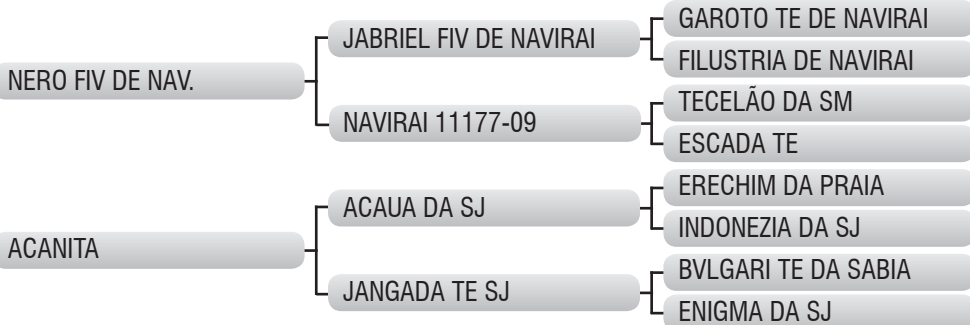 GAROTO TE DE NAVIRAI
JABRIEL FIV DE NAVIRAI
FILUSTRIA DE NAVIRAI
NERO FIV DE NAV.
TECELÃO DA SM
NAVIRAI 11177-09
ESCADA TE
ERECHIM DA PRAIA
ACAUA DA SJ
INDONEZIA DA SJ
ACANITA
BVLGARI TE DA SABIA
JANGADA TE SJ
ENIGMA DA SJ